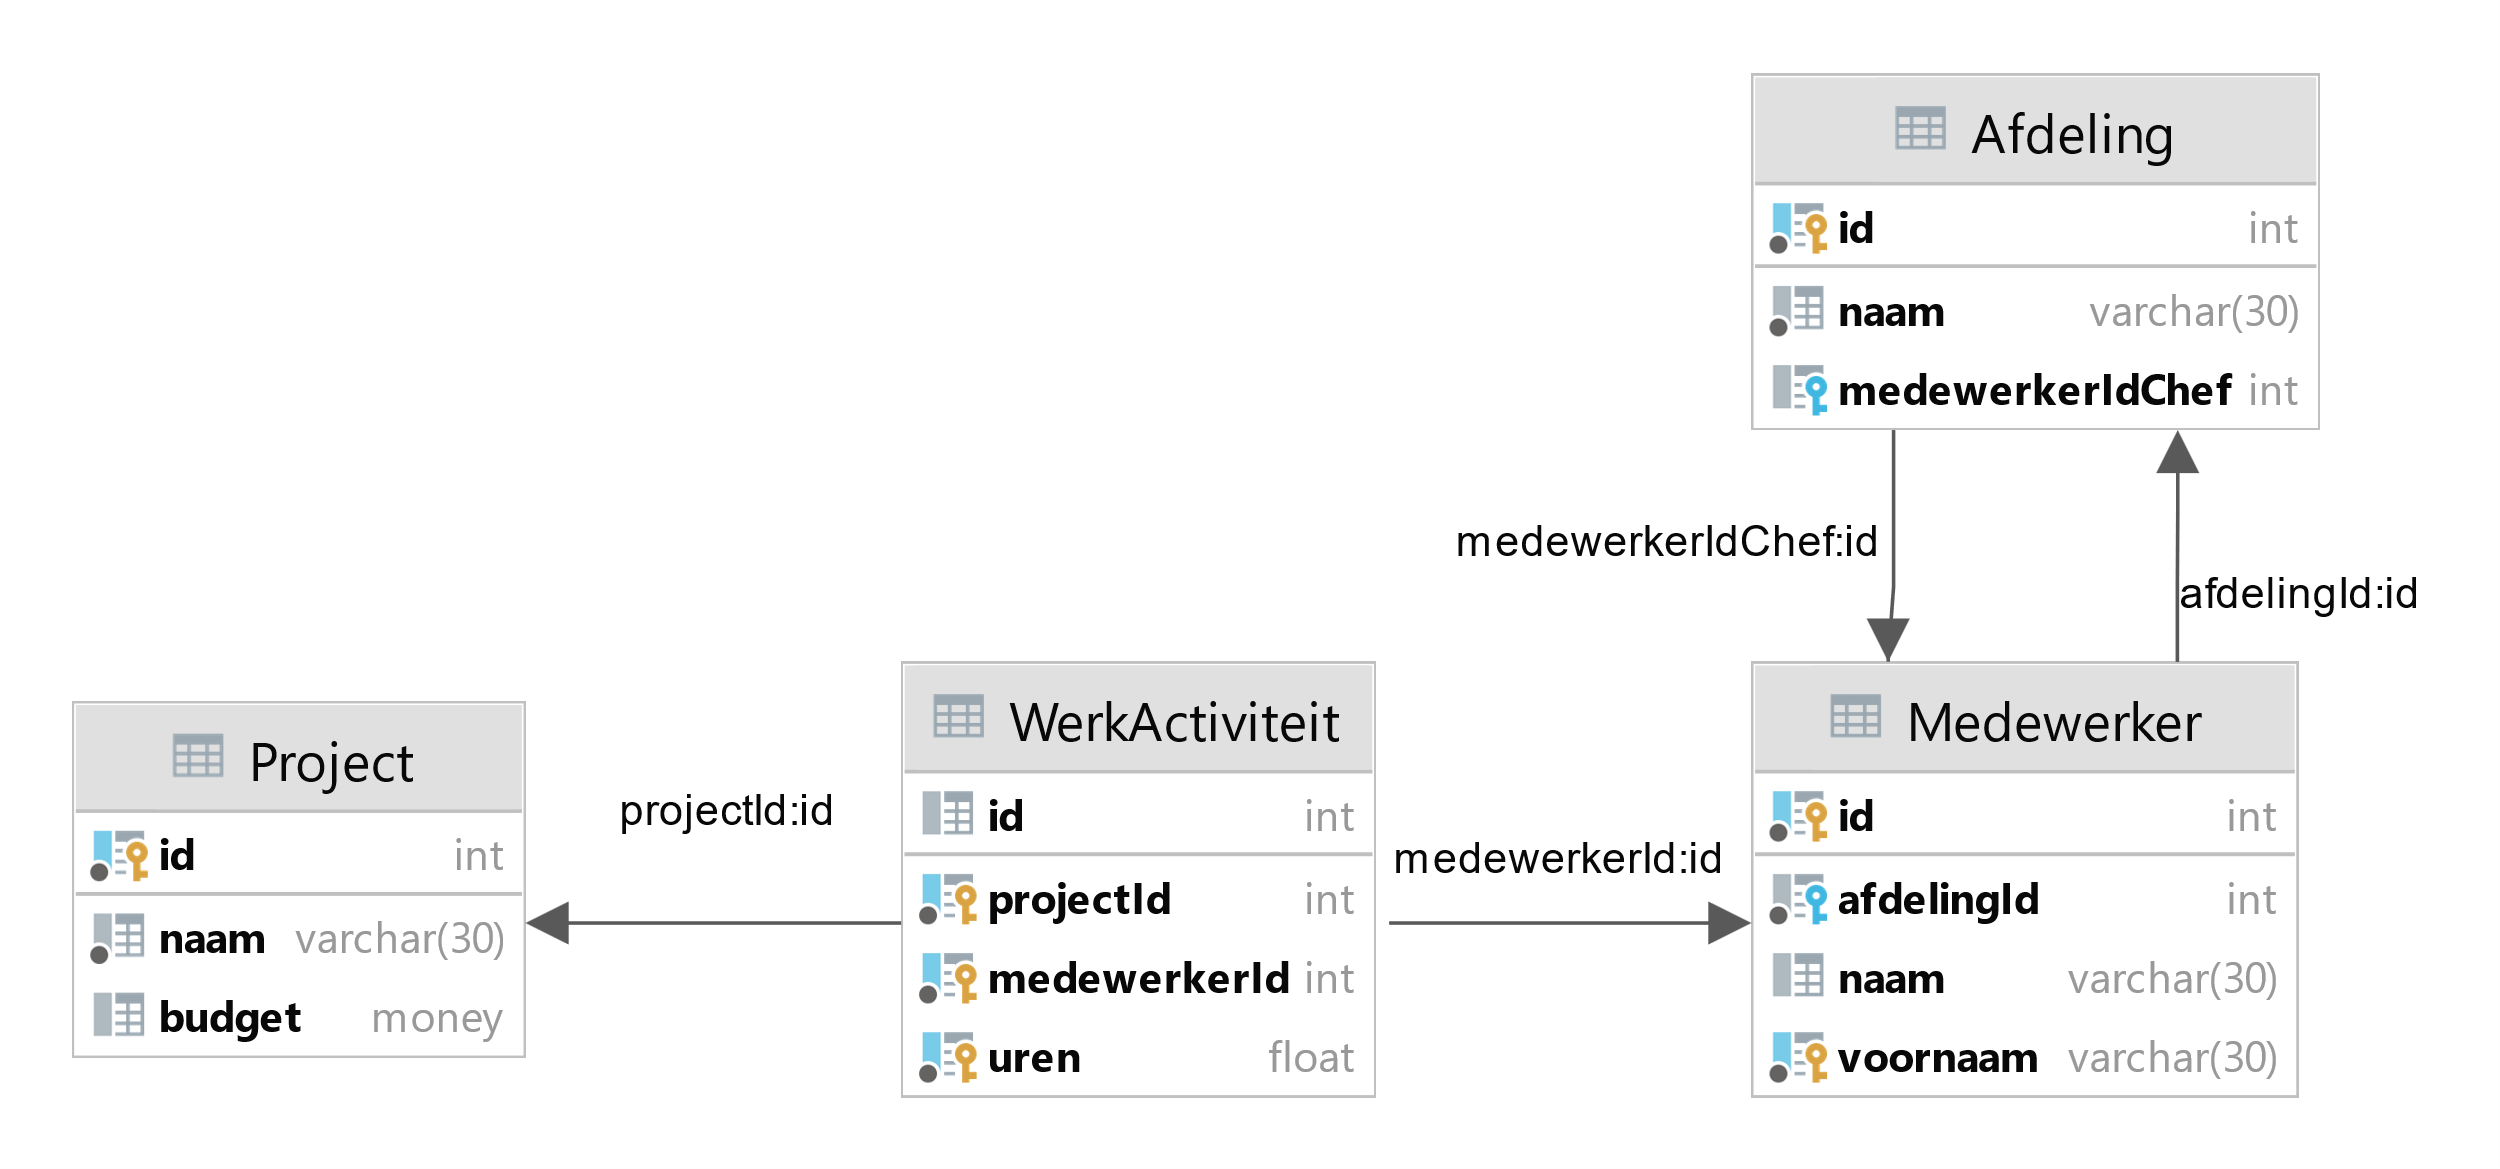 Afdeling
id int
naam varchar(30)
medewerkerIdChef int
medewerkerIdChef:id
afdelingId:id
Project
id int
naam varchar(30)
budget money
projectId:id
WerkActiviteit
id int
projectId int
medewerkerId int
uren float
medewerkerId:id
Medewerker
id int
afdelingId int
naam varchar(30)
voornaam varchar(30)